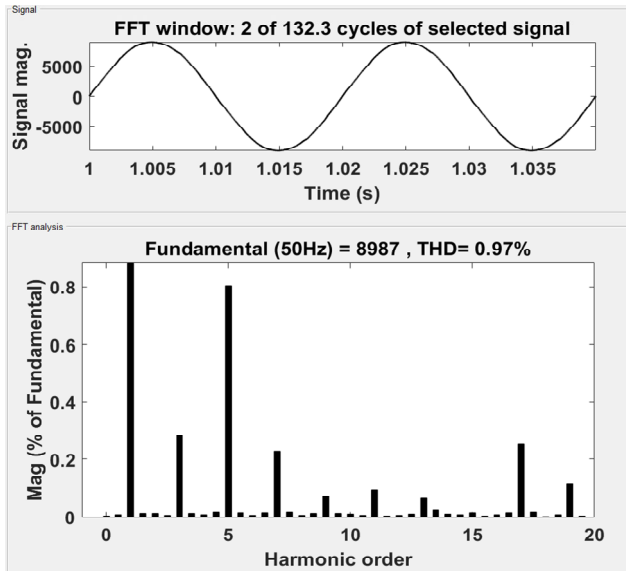 Signal
FFT window: 2 of 132.3 cycles of selected signal
Signal mag.
5000
0
-5000
1 1.005 1.01 1.015 1.02 1.025 1.03 1.035
Time (s)
FFT analysis
Fundamental (50Hz) = 8987 , THD= 0.97%
Mag (% of Fundamental)
0.8
0.6
0.4
0.2
0
0 5 10 15 20
Harmonic order